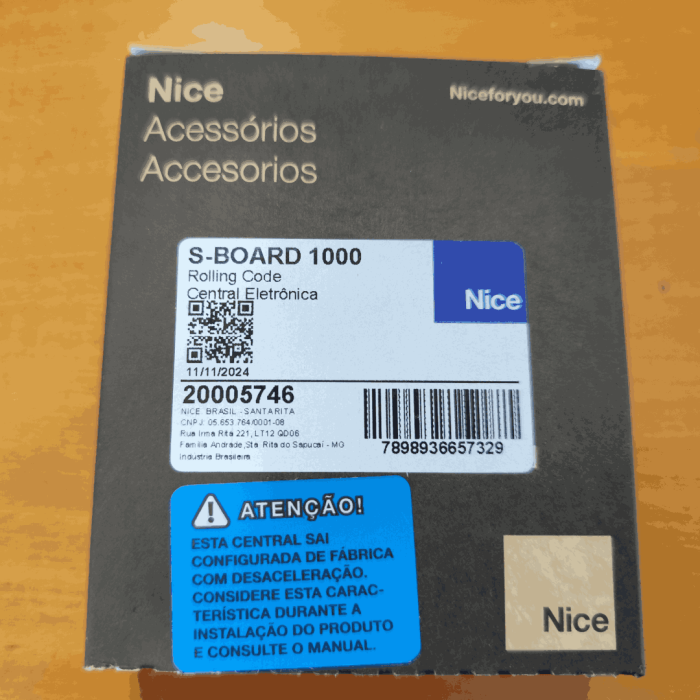 Nice
Niceforyou.com
Acessórios
Accesorios
S-BOARD 1000
Rolling Code
Central Eletrônica
Nice
11/11/2024
20005746
NICE BRASIL - SANTA RITA
CNPJ: 05.653.764/0001-08
Rua Irma Rita 221, LT12 QD06
Familia Andrade,Sta. Rita do Sapucaí - MG
Industria Brasileira
7898936657329
ATENÇÃO!
ESTA CENTRAL SAI
CONFIGURADA DE FÁBRICA
COM DESACELERAÇÃO.
CONSIDERE ESTA CARAC-
TERÍSTICA DURANTE A
INSTALAÇÃO DO PRODUTO
E CONSULTE O MANUAL.
Nice